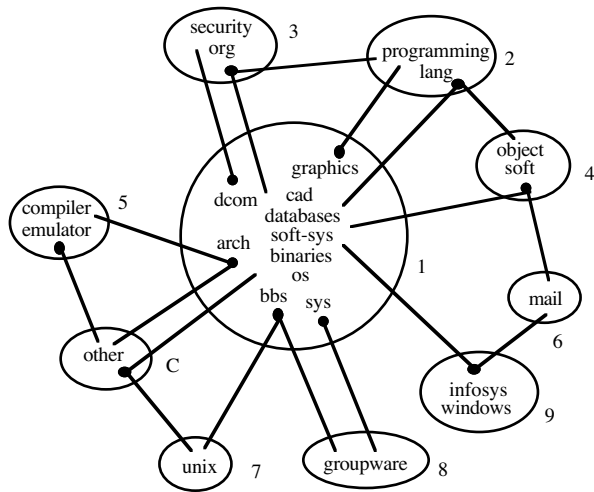 security
org
3
programming
lang
2
graphics
object
soft
4
dcom
cad
databases
soft-sys
binaries
os
compiler
emulator
5
arch
1
bbs
sys
mail
6
other
C
infosys
windows
9
unix
7
groupware
8